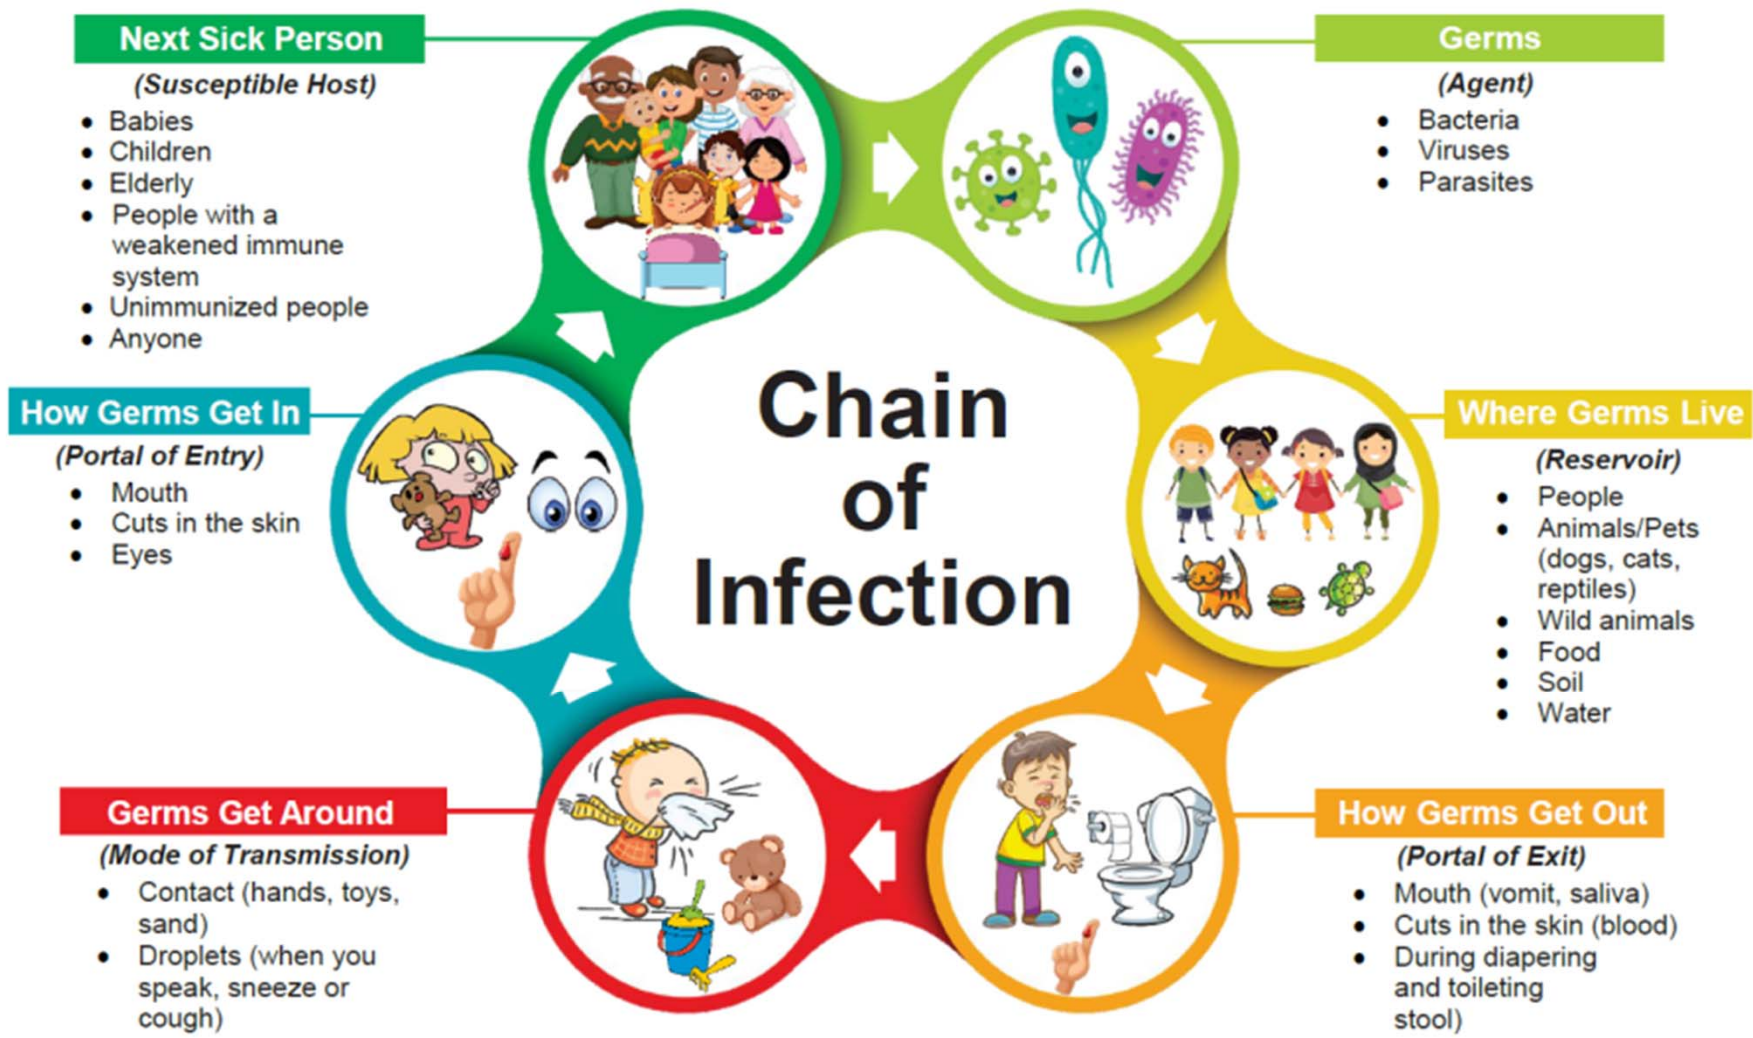 Next Sick Person
(Susceptible Host)
• Babies
• Children
• Elderly
• People with a
weakened immune
system
• Unimmunized people
• Anyone
Germs
(Agent)
• Bacteria
• Viruses
• Parasites
Chain
of
Infection
How Germs Get In
(Portal of Entry)
• Mouth
• Cuts in the skin
• Eyes
Where Germs Live
(Reservoir)
• People
• Animals/Pets
(dogs, cats,
reptiles)
• Wild animals
• Food
• Soil
• Water
Germs Get Around
(Mode of Transmission)
• Contact (hands, toys,
sand)
• Droplets (when you
speak, sneeze or
cough)
How Germs Get Out
(Portal of Exit)
• Mouth (vomit, saliva)
• Cuts in the skin (blood)
• During diapering
and toileting
stool)